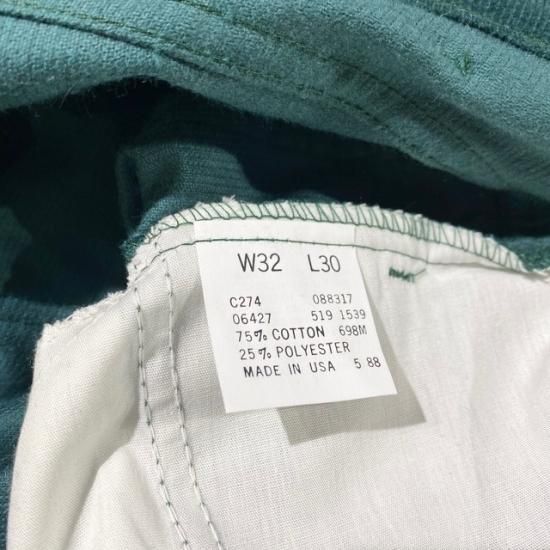 W32 L30
C274 088317
06427 519 1539
75% COTTON 698M
25% POLYESTER
MADE IN USA 5 88